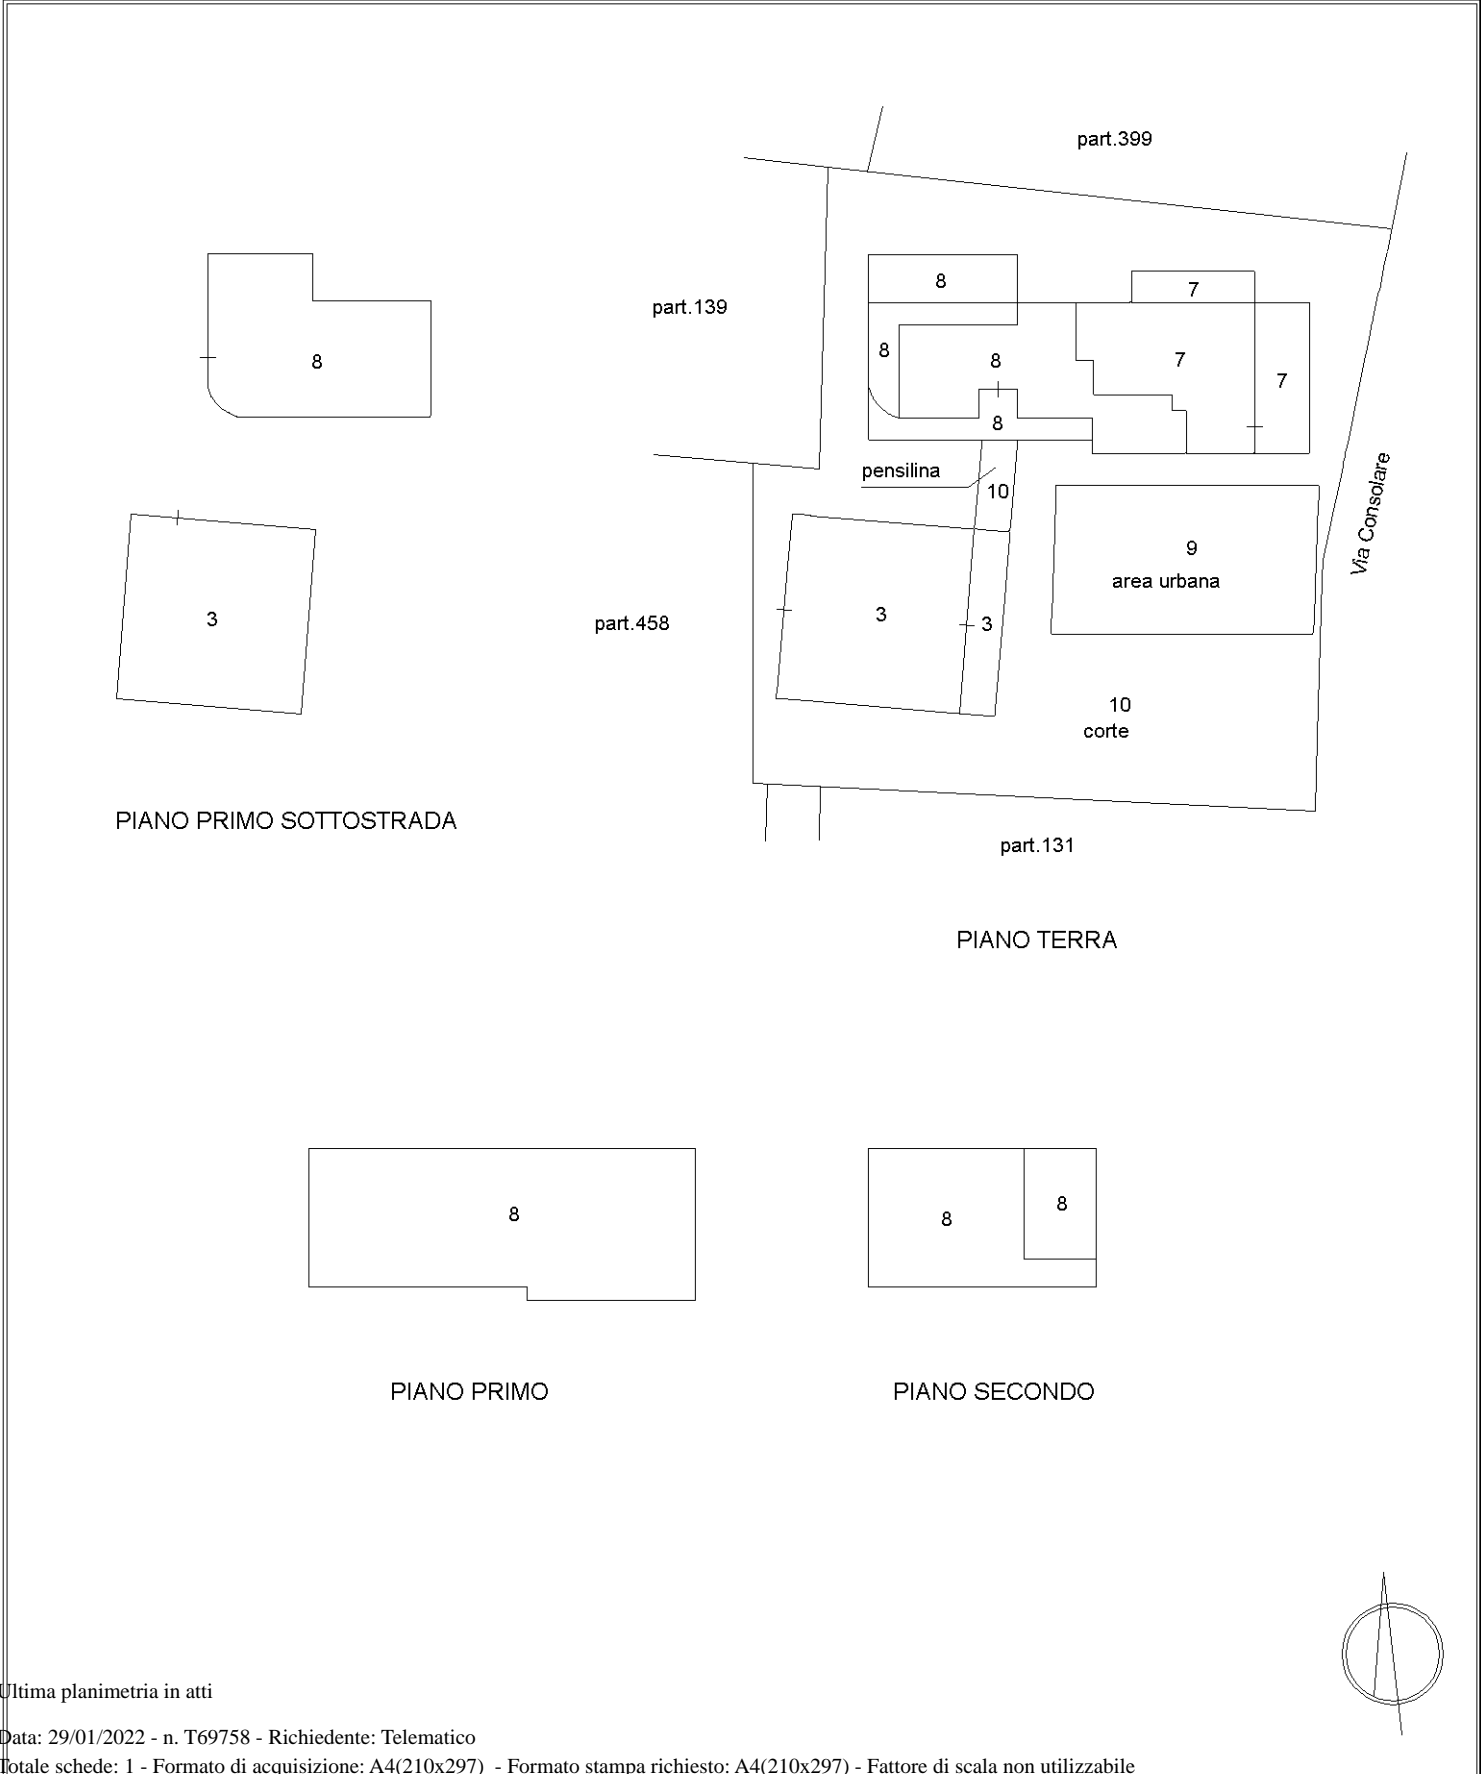 part.399
part.139
8
8
8
8
8
7
7
7
pensilina
10
Via Consolare
9
area urbana
3
3
3
part.458
10
corte
PIANO PRIMO SOTTOSTRADA
part.131
PIANO TERRA
8
8
8
PIANO PRIMO
PIANO SECONDO
Ultima planimetria in atti
Data: 29/01/2022 - n. T69758 - Richiedente: Telematico
Totale schede: 1 - Formato di acquisizione: A4(210x297) - Formato stampa richiesto: A4(210x297) - Fattore di scala non utilizzabile